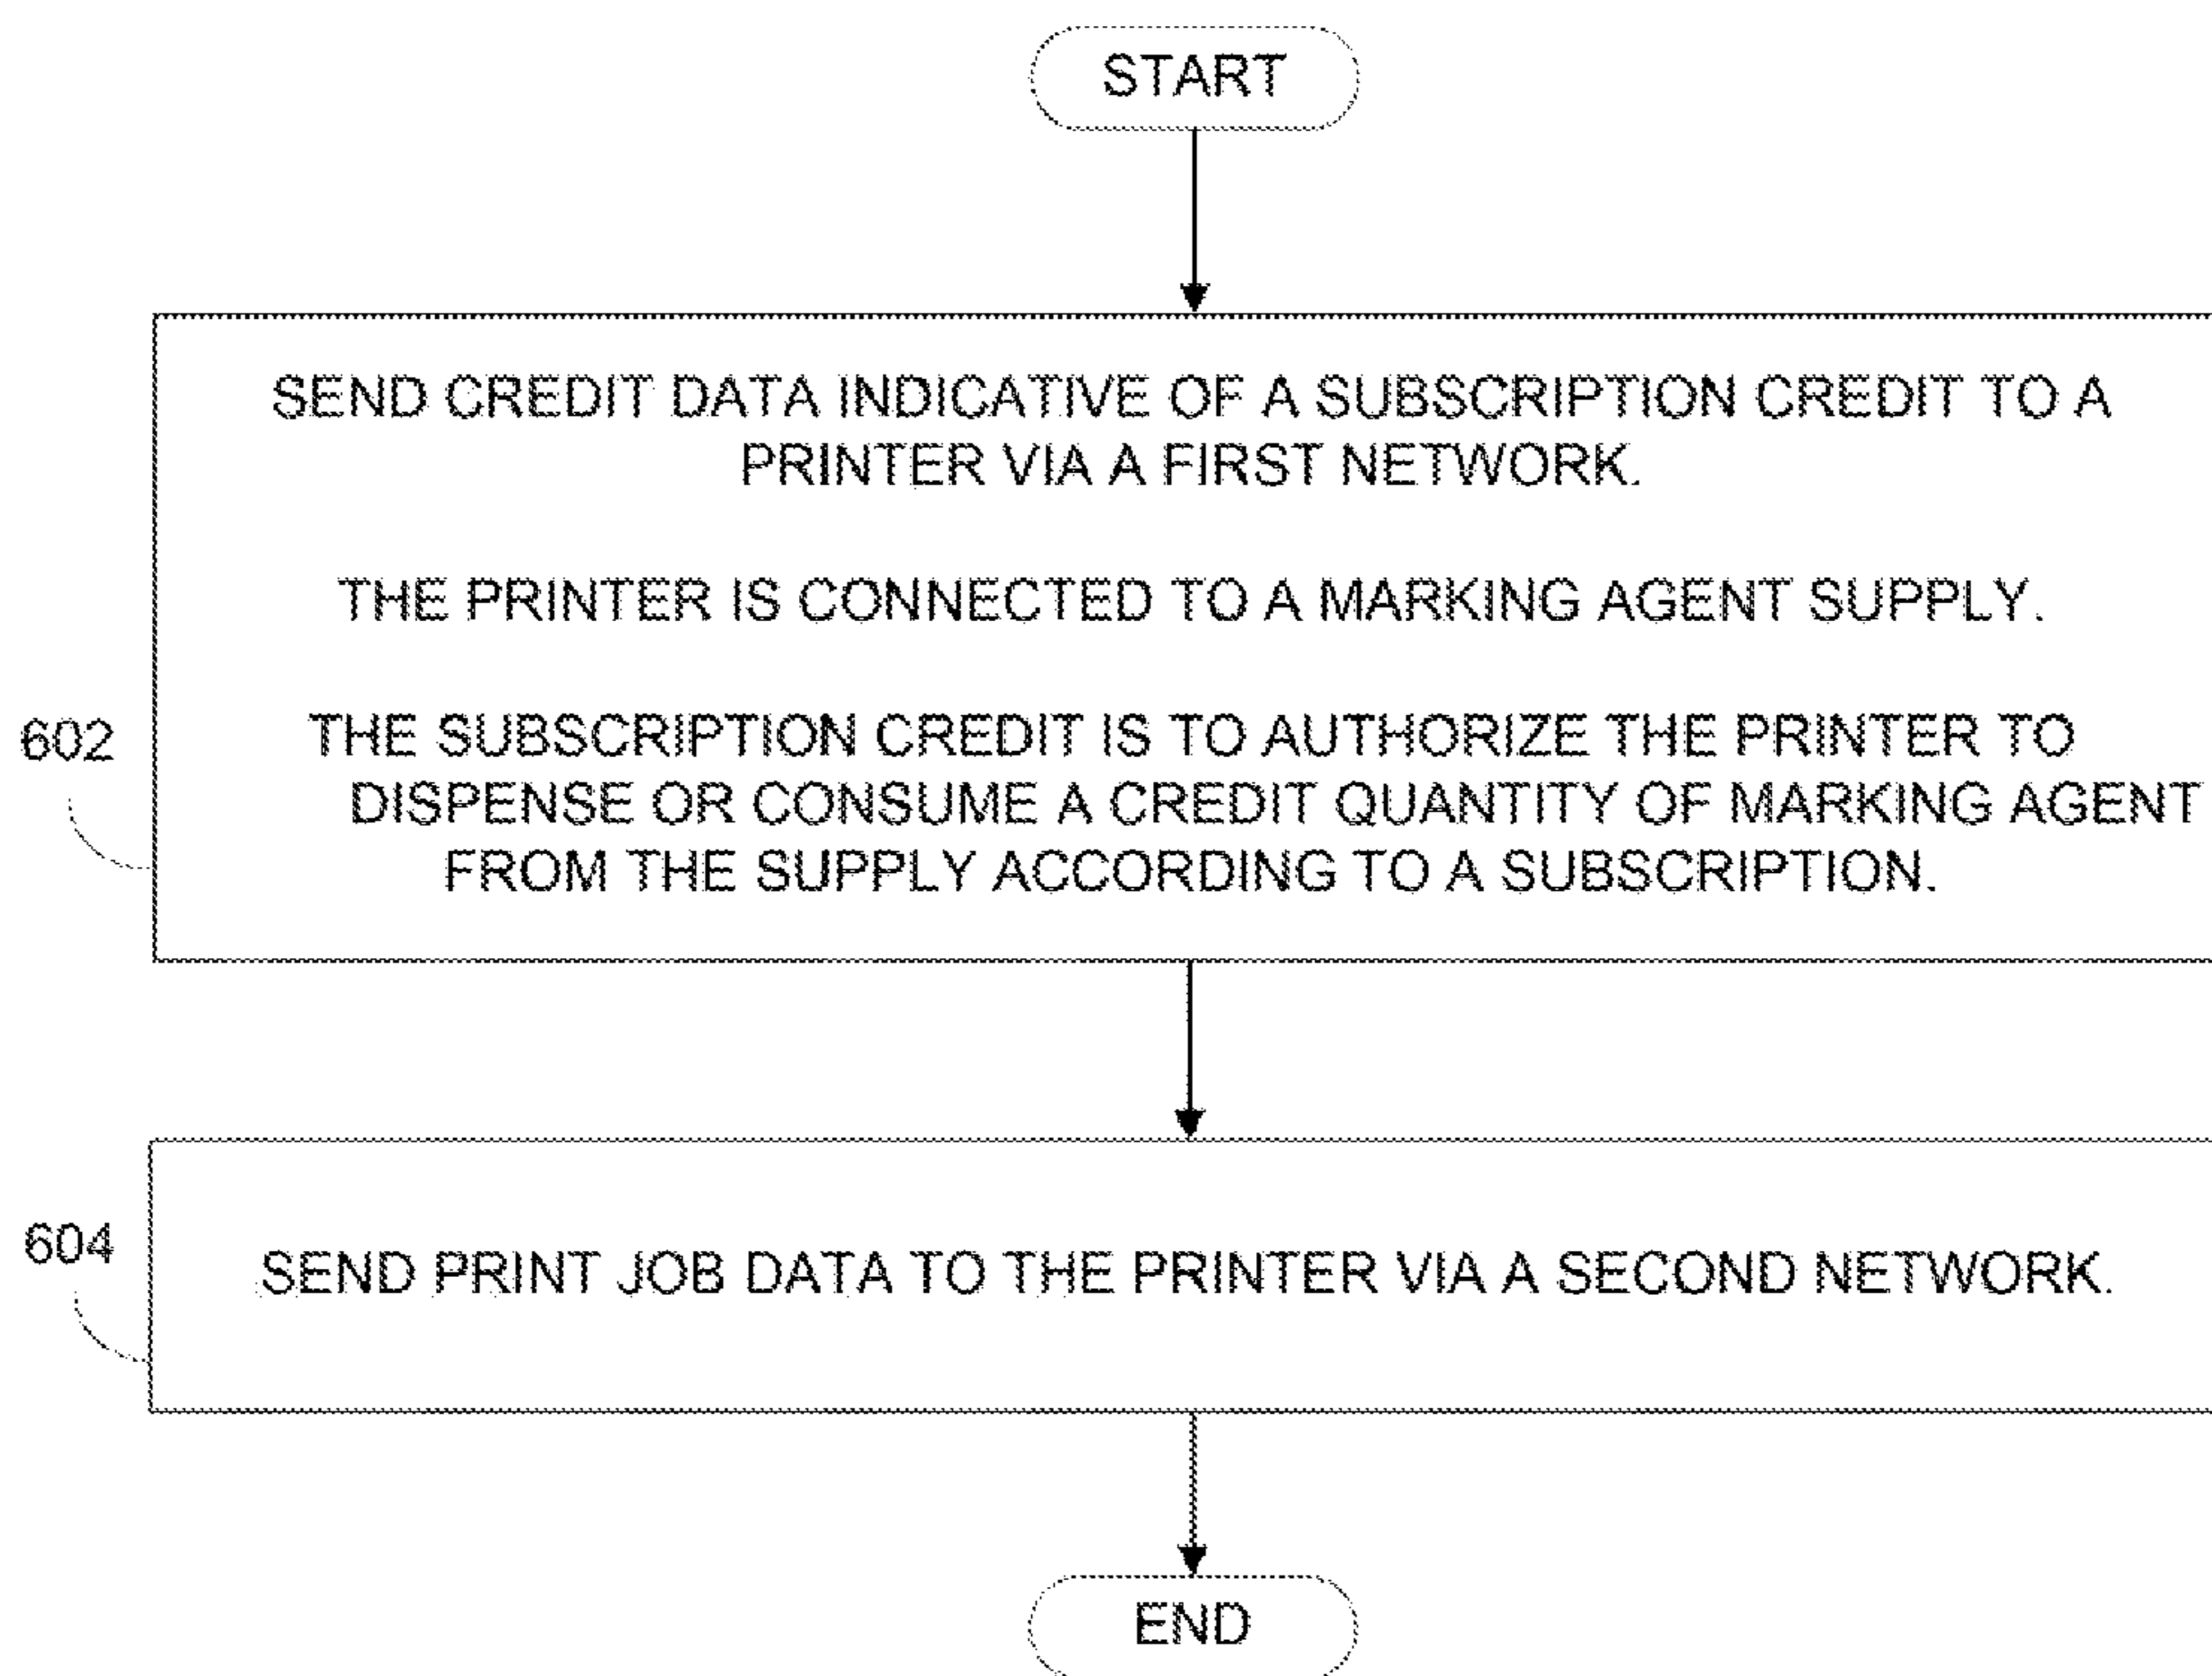 START
SEND CREDIT DATA INDICATIVE OF A SUBSCRIPTION CREDIT TO A
PRINTER VIA A FIRST NETWORK.
THE PRINTER IS CONNECTED TO A MARKING AGENT SUPPLY.
602
THE SUBSCRIPTION CREDIT IS TO AUTHORIZE THE PRINTER TO
DISPENSE OR CONSUME A CREDIT QUANTITY OF MARKING AGENT
FROM THE SUPPLY ACCORDING TO A SUBSCRIPTION.
604
SEND PRINT JOB DATA TO THE PRINTER VIA A SECOND NETWORK.
END